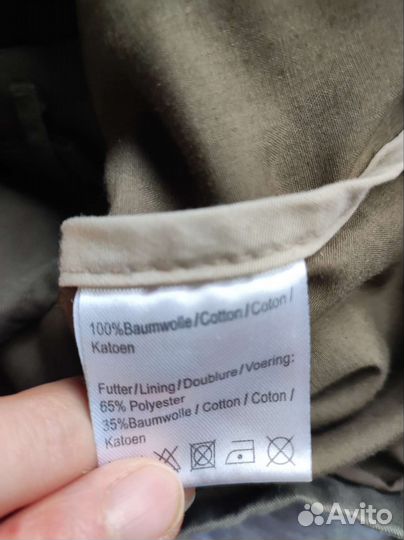 100%Baumwolle/Cotton/Coton/
Katoen
Futter/Lining/Doublure/Voering:
65% Polyester
35%Baumwolle/Cotton/Coton/
Katoen
Avito